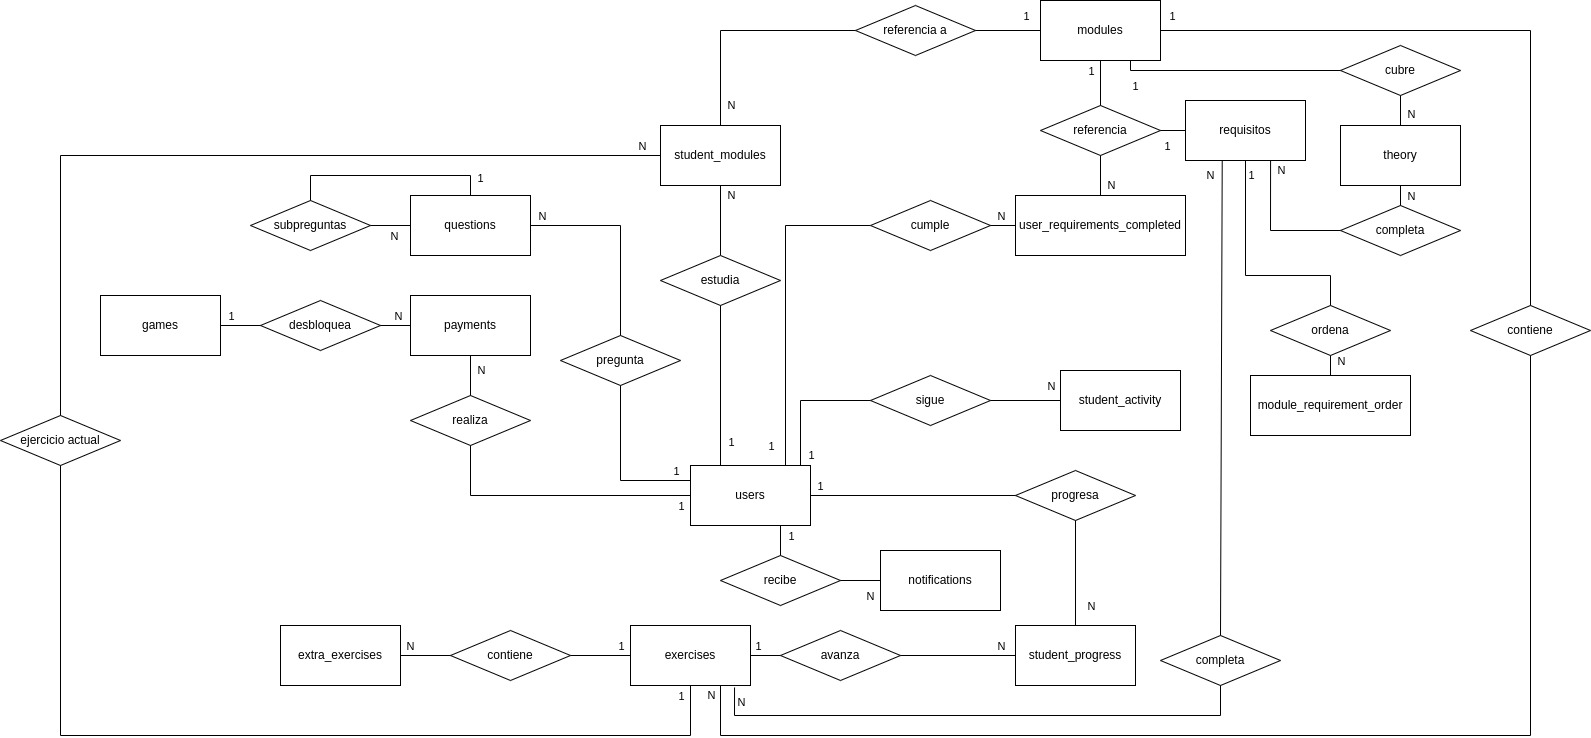 1
modules
1
referencia a
cubre
1
1
N
N
referencia
requisitos
N
student_modules
1
theory
N
1
N
1
N
N
N
N
subpreguntas
questions
N
cumple
N
user_requirements_completed
completa
N
estudia
games
1
desbloquea
N
payments
ordena
contiene
pregunta
N
N
realiza
sigue
N
student_activity
module_requirement_order
ejercicio actual
1
1
1
1
users
1
progresa
1
1
recibe
notifications
N
N
extra_exercises
N
contiene
1
exercises
1
avanza
N
student_progress
completa
1
N
N